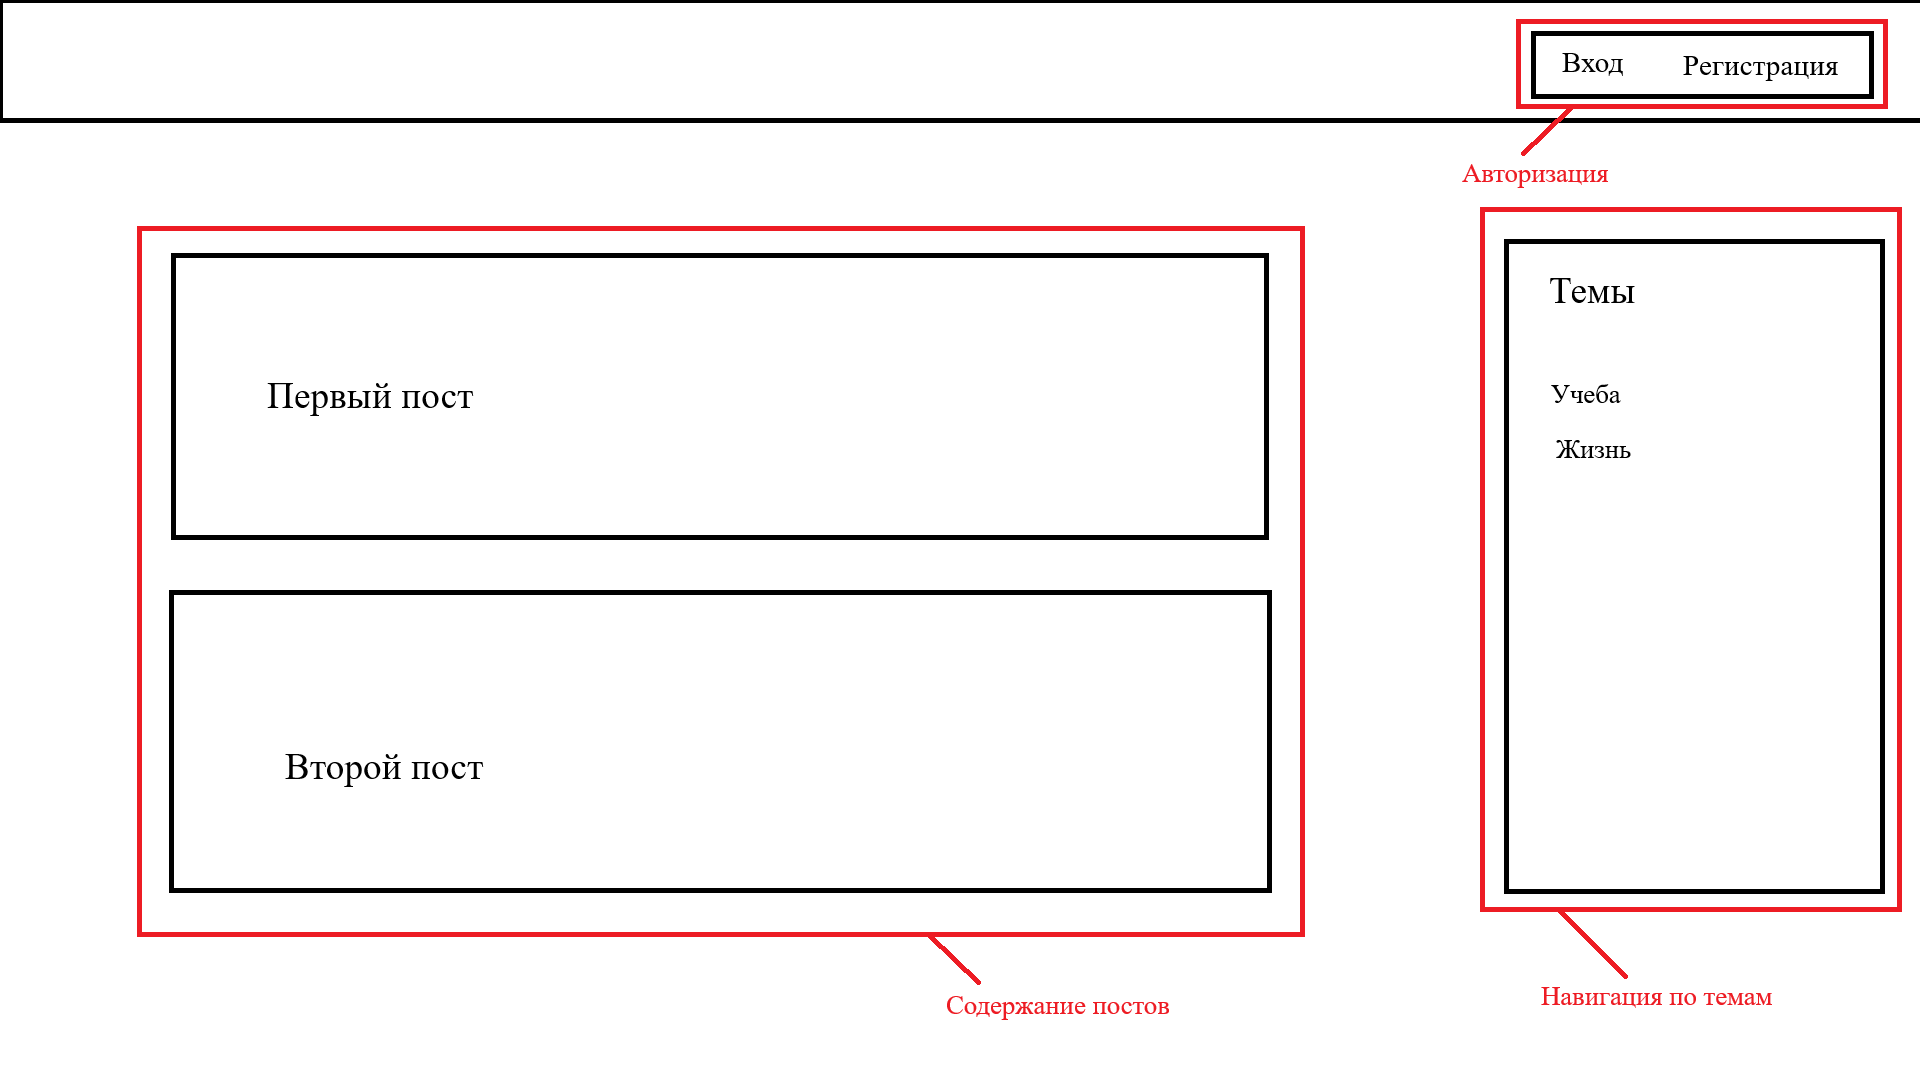 Вход
Регистрация
Авторизация
Темы
Учеба
Жизнь
Первый пост
Второй пост
Содержание постов
Навигация по темам